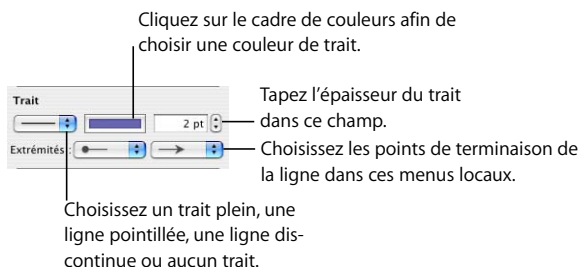 Cliquez sur le cadre de couleurs afin de
choisir une couleur de trait.
Trait
2 pt
Extrémités :
Tapez l'épaisseur du trait
dans ce champ.
Choisissez les points de terminaison de
la ligne dans ces menus locaux.
Choisissez un trait plein, une
ligne pointillée, une ligne dis-
continue ou aucun trait.